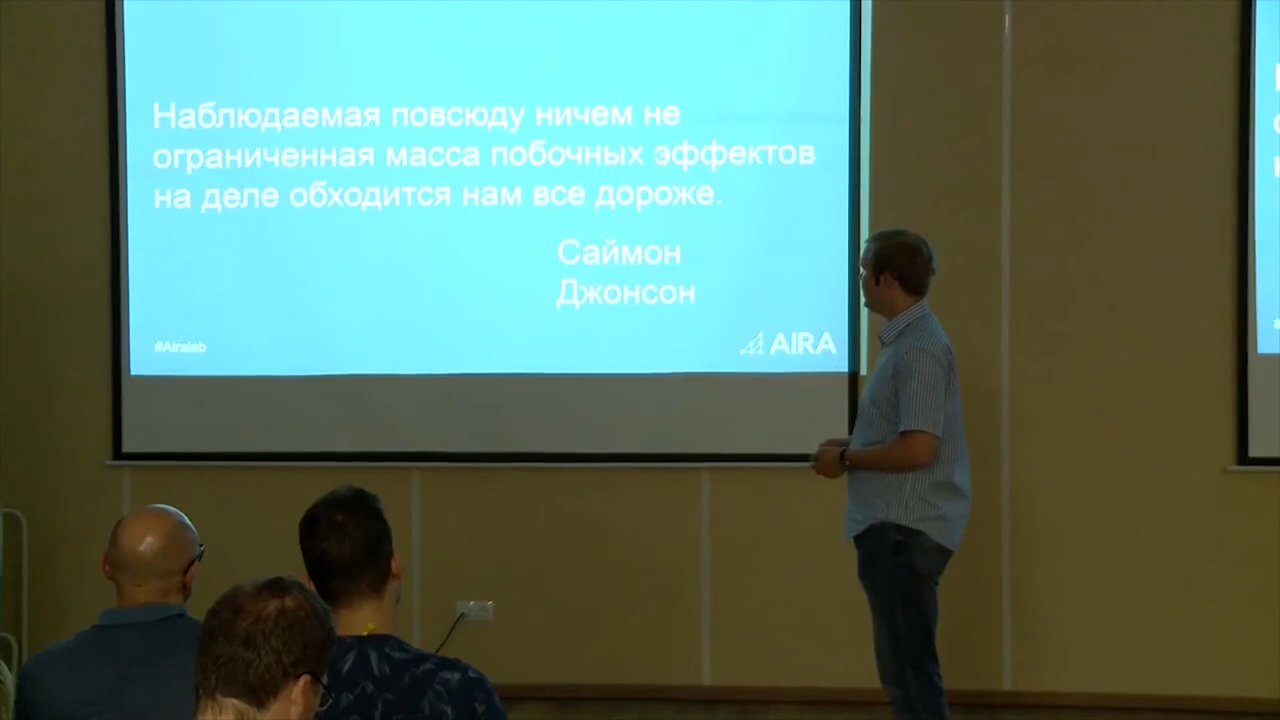 Наблюдаемая повсюду ничем не
ограниченная масса побочных эффектов
на деле обходится нам все дороже.
Саймон
Джонсон
#Airalab
AIRA